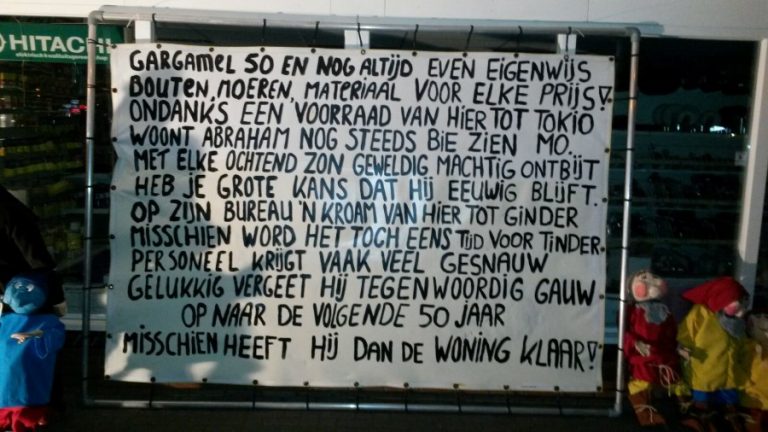 HITACHI
GARGAMEL 50 EN NOG ALTIJD EVEN EIGENWIJS
BOUTEN, MOEREN, MATERIAAL VOOR ELKE PRIJS!
ONDANKS EEN VOORRAAD VAN HIER TOT TOKIO
WOONT ABRAHAM NOG STEEDS BIE ZIEN MO.
MET ELKE OCHTEND ZON GEWELDIG MACHTIG ONTBIJT
HEB JE GROTE KANS DAT HIJ EEUWIG BLIJFT.
OP ZIJN BUREAU 'N KROAM VAN HIER TOT GINDER
MISSCHIEN WORD HET TOCH EENS TIJD VOOR TINDER.
PERSONEEL KRIJGT VAAK VEEL GESNAUW
GELUKKIG VERGEET HIJ TEGENWOORDIG GAUW
OP NAAR DE VOLGENDE 50 JAAR
MISSCHIEN HEEFT HIJ DAN DE WONING KLAAR!